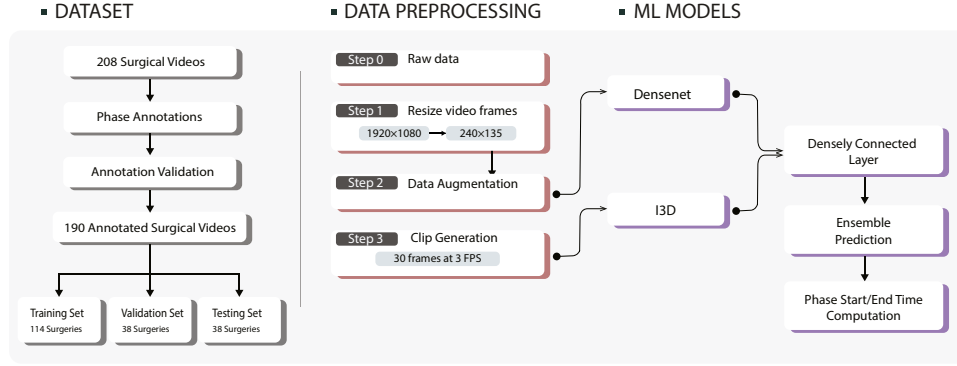 ▪ DATASET
▪ DATA PREPROCESSING
▪ ML MODELS
208 Surgical Videos
Phase Annotations
Annotation Validation
190 Annotated Surgical Videos
Training Set
114 Surgeries
Validation Set
38 Surgeries
Testing Set
38 Surgeries
Step 0 Raw data
Step 1 Resize video frames
1920×1080
240×135
Step 2 Data Augmentation
Step 3 Clip Generation
30 frames at 3 FPS
Densenet
I3D
Densely Connected
Layer
Ensemble
Prediction
Phase Start/End Time
Computation